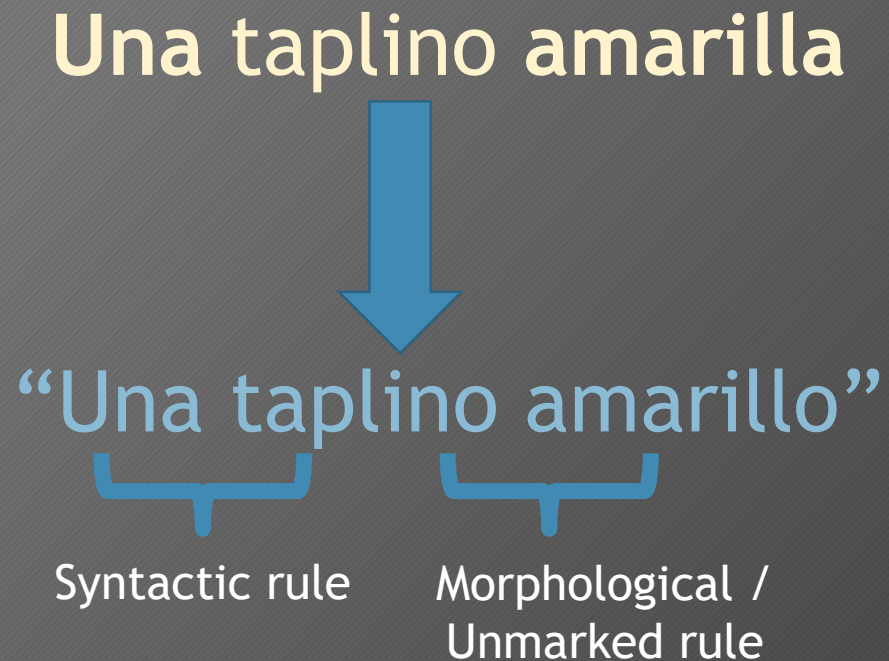 Una taplino amarilla
“Una taplino amarillo”
Syntactic rule
Morphological /
Unmarked rule